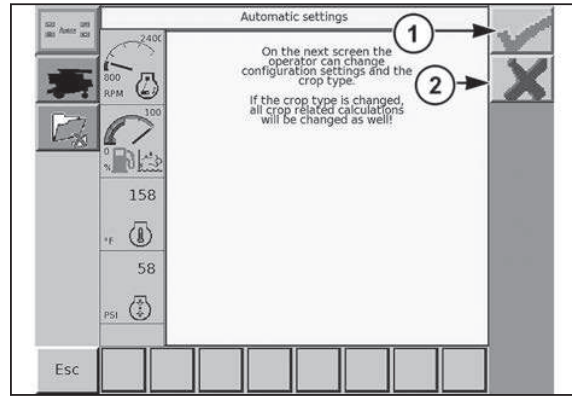 Automatic settings
1
2
2400
800
RPM
100
0
%
158
°F
58
PSI
On the next screen the
operator can change
configuration settings and the
crop type.
If the crop type is changed,
all crop related calculations
will be changed as well!
Esc